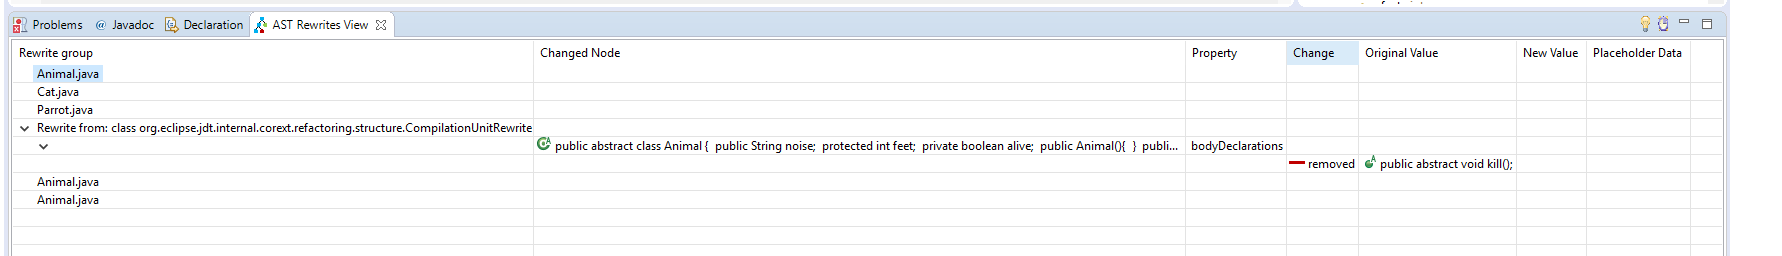 Problems @ Javadoc Declaration AST Rewrites View
Rewrite group Changed Node Property Change Original Value New Value Placeholder Data
Animal.java
Cat.java
Parrot.java
Rewrite from: class org.eclipse.jdt.internal.corext.refactoring.structure.CompilationUnitRewrite
public abstract class Animal { public String noise; protected int feet; private boolean alive; public Animal(){ } publi... bodyDeclarations
removed public abstract void kill();
Animal.java
Animal.java